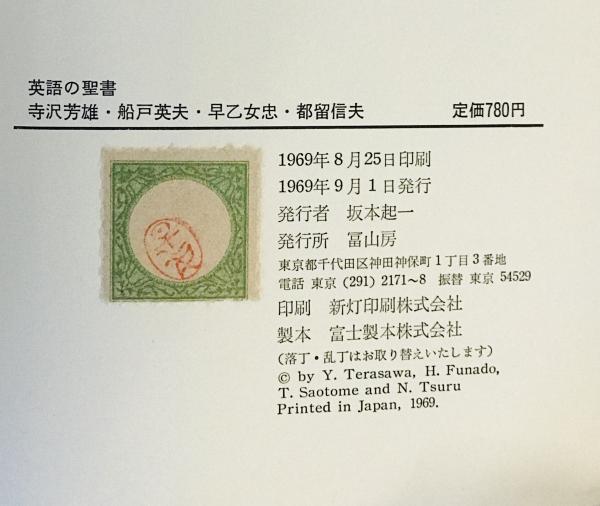 英語の聖書
寺沢芳雄・船戸英夫・早乙女忠・都留信夫　定価780円
1969年8月25日印刷
1969年9月1日発行
発行者　坂本起一
発行所　冨山房
東京都千代田区神田神保町1丁目3番地
電話 東京 (291) 2171〜8　振替 東京 54529
印刷　新灯印刷株式会社
製本　富士製本株式会社
(落丁・乱丁はお取り替えいたします)
© by Y. Terasawa, H. Funado,
T. Saotome and N. Tsuru
Printed in Japan, 1969.